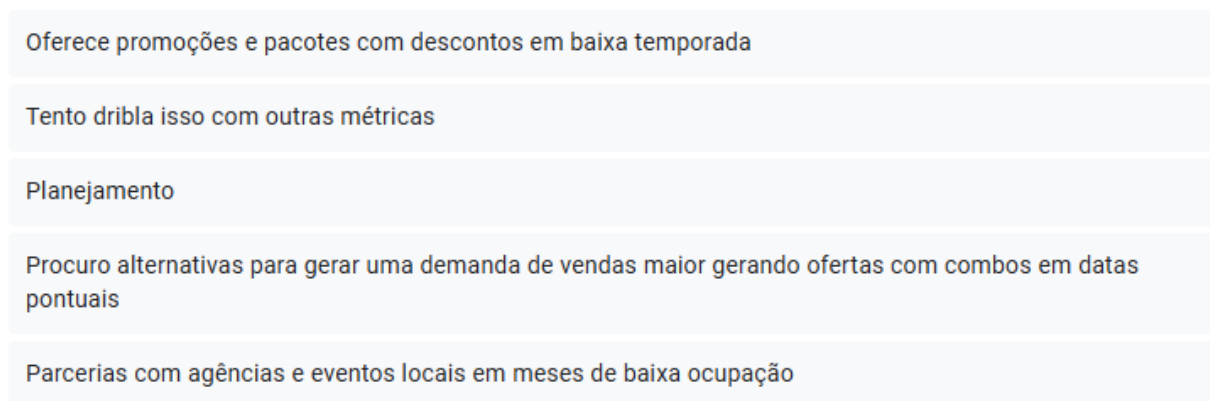 Oferece promoções e pacotes com descontos em baixa temporada
Tento dribla isso com outras métricas
Planejamento
Procuro alternativas para gerar uma demanda de vendas maior gerando ofertas com combos em datas
pontuais
Parcerias com agências e eventos locais em meses de baixa ocupação